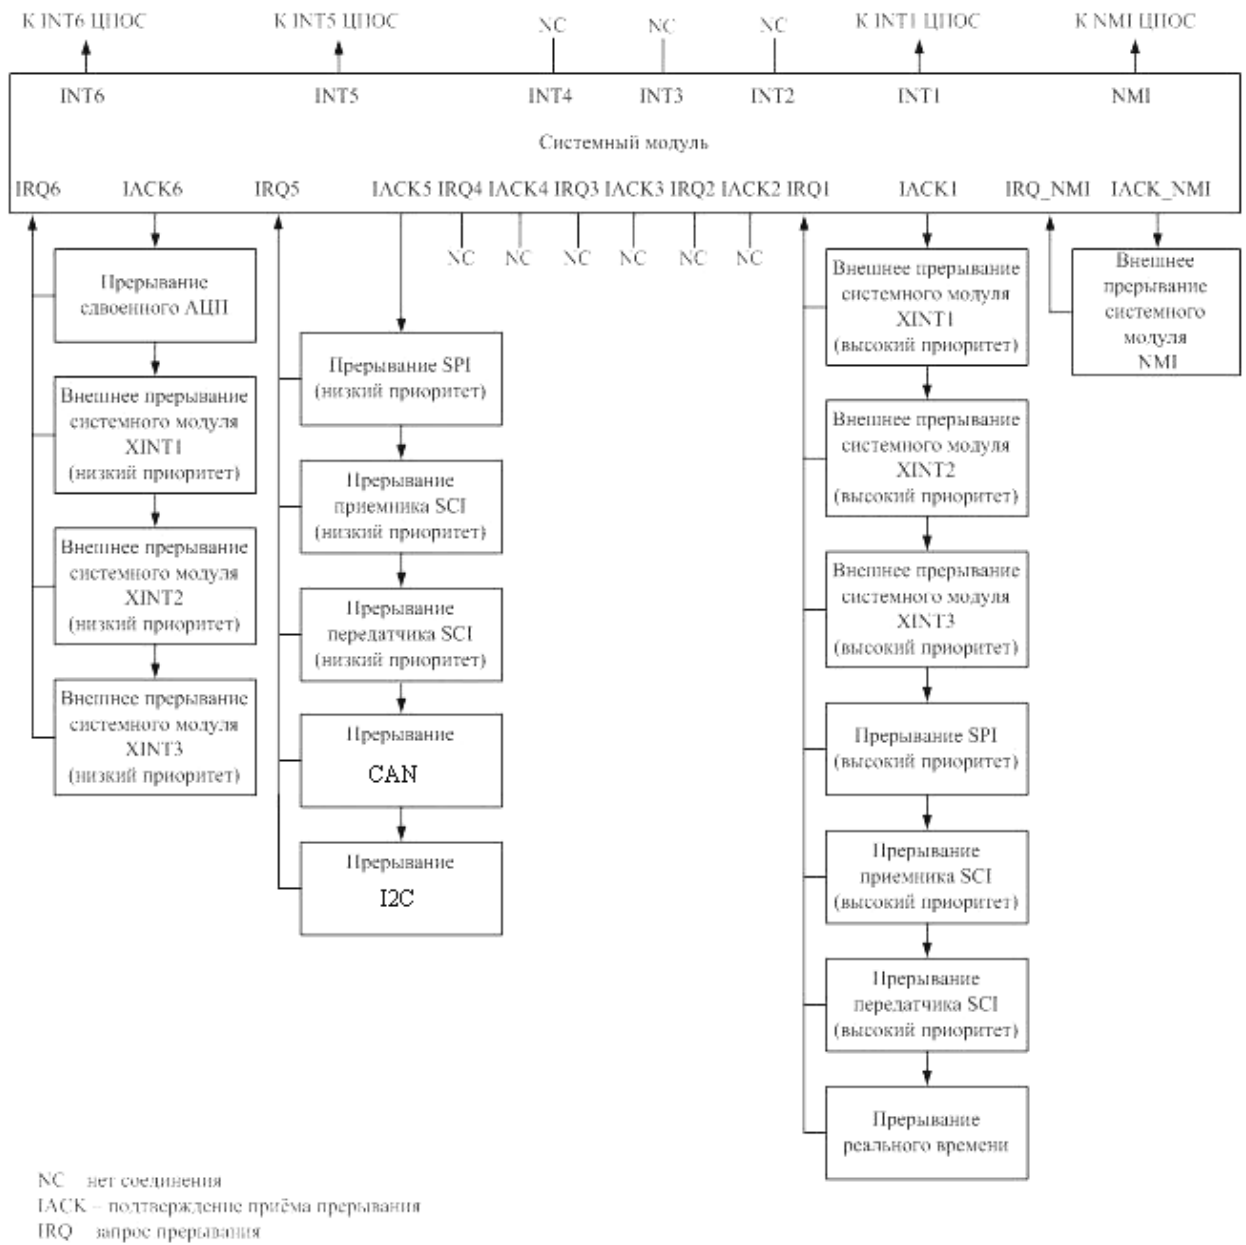 К INT6 ЦПОС
К INT5 ЦПОС
NC
NC
NC
К INT1 ЦПОС
К NMI ЦПОС
INT6
INT5
INT4
INT3
INT2
INT1
NMI
Системный модуль
IRQ6
IACK6
IRQ5
IACK5
IRQ4
IACK4
IRQ3
IACK3
IRQ2
IACK2
IRQ1
IACK1
IRQ_NMI
IACK_NMI
NC
NC
NC
NC
NC
NC
Прерывание
сдвоенного АЦП
Внешнее прерывание
системного модуля
XINT1
(низкий приоритет)
Внешнее прерывание
системного модуля
XINT2
(низкий приоритет)
Внешнее прерывание
системного модуля
XINT3
(низкий приоритет)
Прерывание SPI
(низкий приоритет)
Прерывание
приемника SCI
(низкий приоритет)
Прерывание
передатчика SCI
(низкий приоритет)
Прерывание
CAN
Прерывание
I2C
Внешнее прерывание
системного модуля
XINT1
(высокий приоритет)
Внешнее прерывание
системного модуля
XINT2
(высокий приоритет)
Внешнее прерывание
системного модуля
XINT3
(высокий приоритет)
Прерывание SPI
(высокий приоритет)
Прерывание
приемника SCI
(высокий приоритет)
Прерывание
передатчика SCI
(высокий приоритет)
Прерывание
реального времени
Внешнее
прерывание
системного
модуля
NMI
NC нет соединения
IACK – подтверждение приёма прерывания
IRQ запрос прерывания